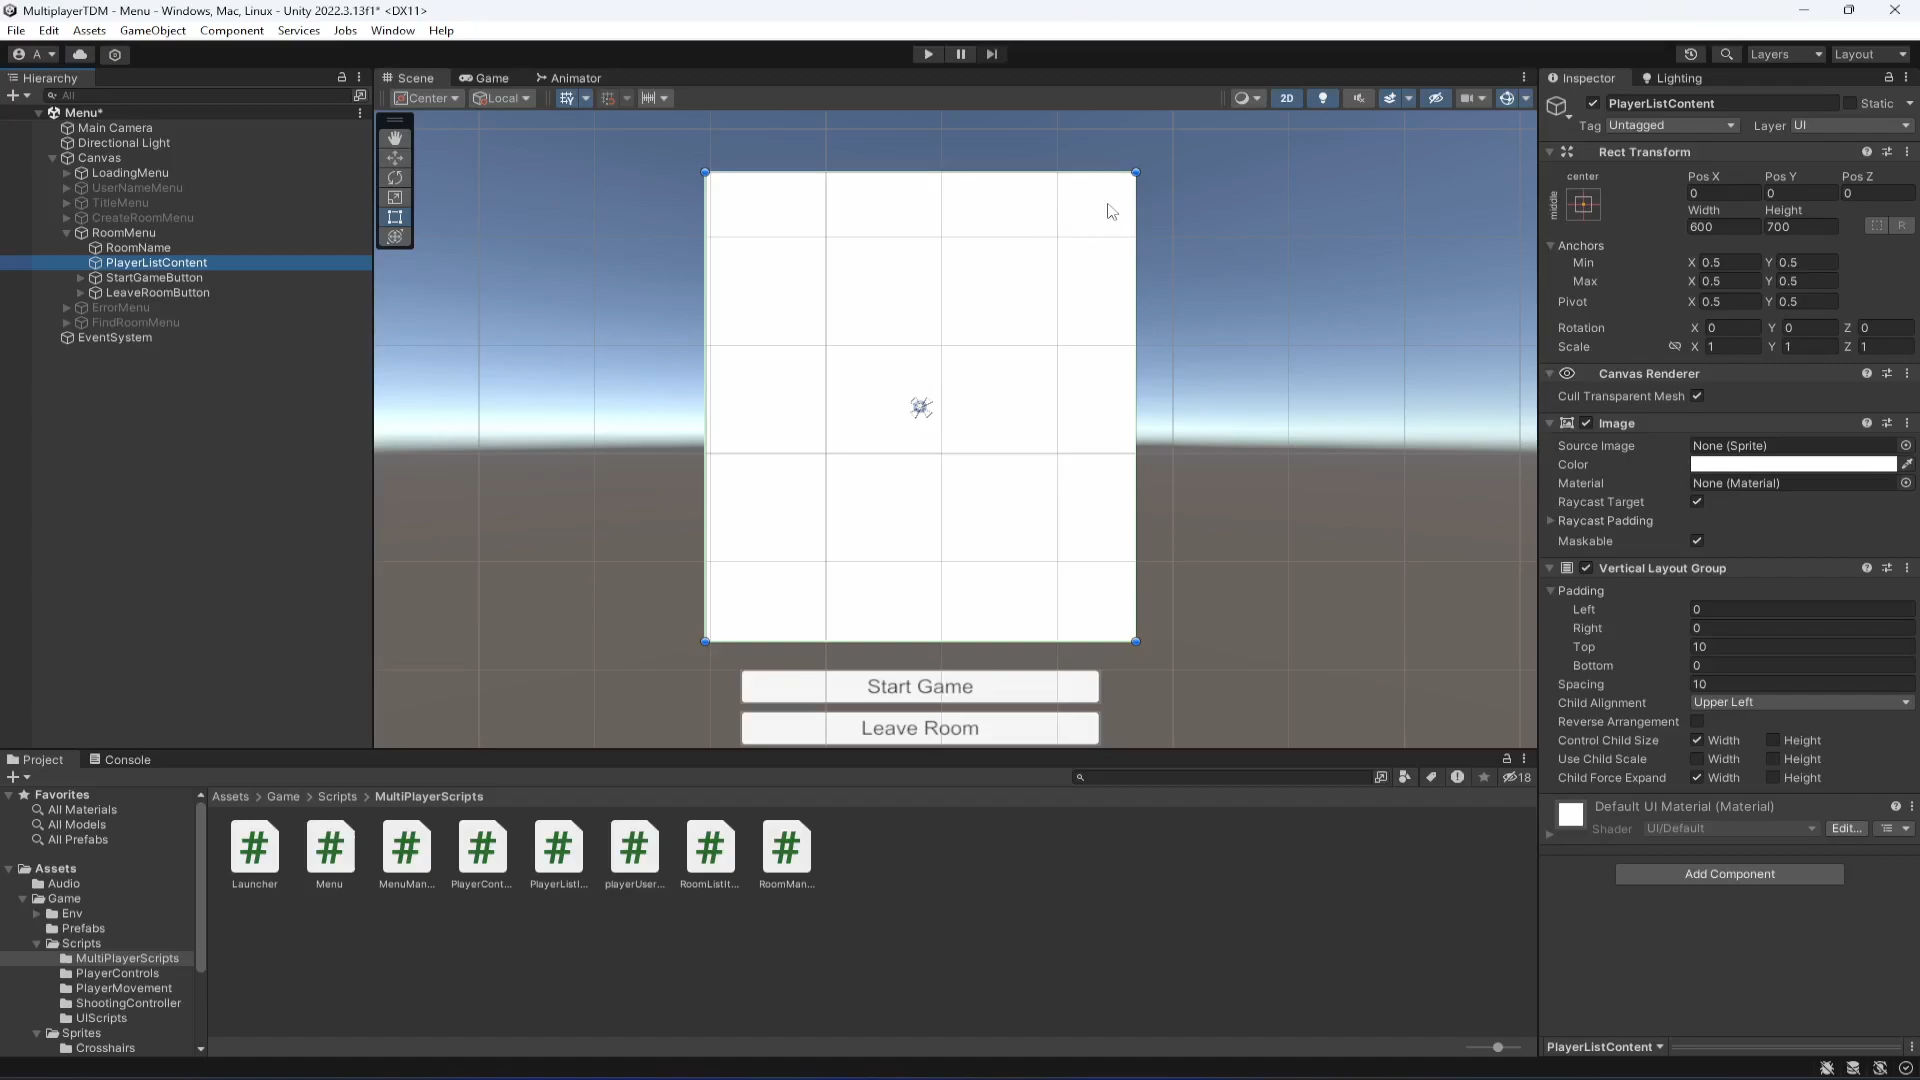 MultiplayerTDM - Menu - Windows, Mac, Linux - Unity 2022.3.13f1* <DX11>
File Edit Assets GameObject Component Services Jobs Window Help
A
Layers Layout
Hierarchy
All
Menu*
Main Camera
Directional Light
Canvas
LoadingMenu
UserNameMenu
TitleMenu
CreateRoomMenu
RoomMenu
RoomName
PlayerListContent
StartGameButton
LeaveRoomButton
ErrorMenu
FindRoomMenu
EventSystem
Scene Game Animator
Center Local 2D
Start Game
Leave Room
Inspector Lighting
PlayerListContent Static
Tag Untagged Layer UI
Rect Transform
center Pos X Pos Y Pos Z
middle 0 0 0
Width Height
600 700 R
Anchors
Min X 0.5 Y 0.5
Max X 0.5 Y 0.5
Pivot X 0.5 Y 0.5
Rotation X 0 Y 0 Z 0
Scale X 1 Y 1 Z 1
Canvas Renderer
Cull Transparent Mesh
Image
Source Image None (Sprite)
Color
Material None (Material)
Raycast Target
Raycast Padding
Maskable
Vertical Layout Group
Padding
Left 0
Right 0
Top 10
Bottom 0
Spacing 10
Child Alignment Upper Left
Reverse Arrangement
Control Child Size Width Height
Use Child Scale Width Height
Child Force Expand Width Height
Default UI Material (Material)
Shader UI/Default Edit...
Add Component
PlayerListContent
Project Console
18
Favorites
All Materials
All Models
All Prefabs
Assets
Audio
Game
Env
Prefabs
Scripts
MultiPlayerScripts
PlayerControls
PlayerMovement
ShootingController
UIScripts
Sprites
Crosshairs
Assets > Game > Scripts > MultiPlayerScripts
# # # # # # # #
Launcher Menu MenuMan... PlayerCont... PlayerListI... playerUser... RoomListIt... RoomMan...